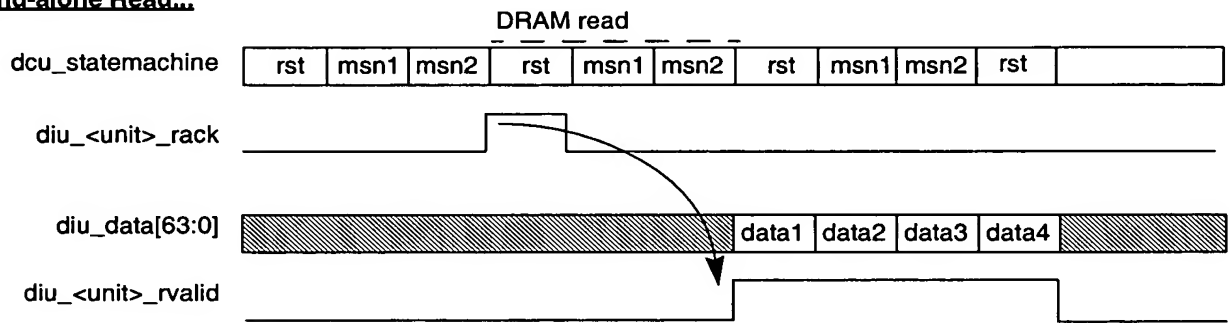 DRAM read
dcu_statemachine rst msn1 msn2 rst msn1 msn2 rst msn1 msn2 rst
diu_<unit>_rack
diu_data[63:0] data1 data2 data3 data4
diu_<unit>_rvalid